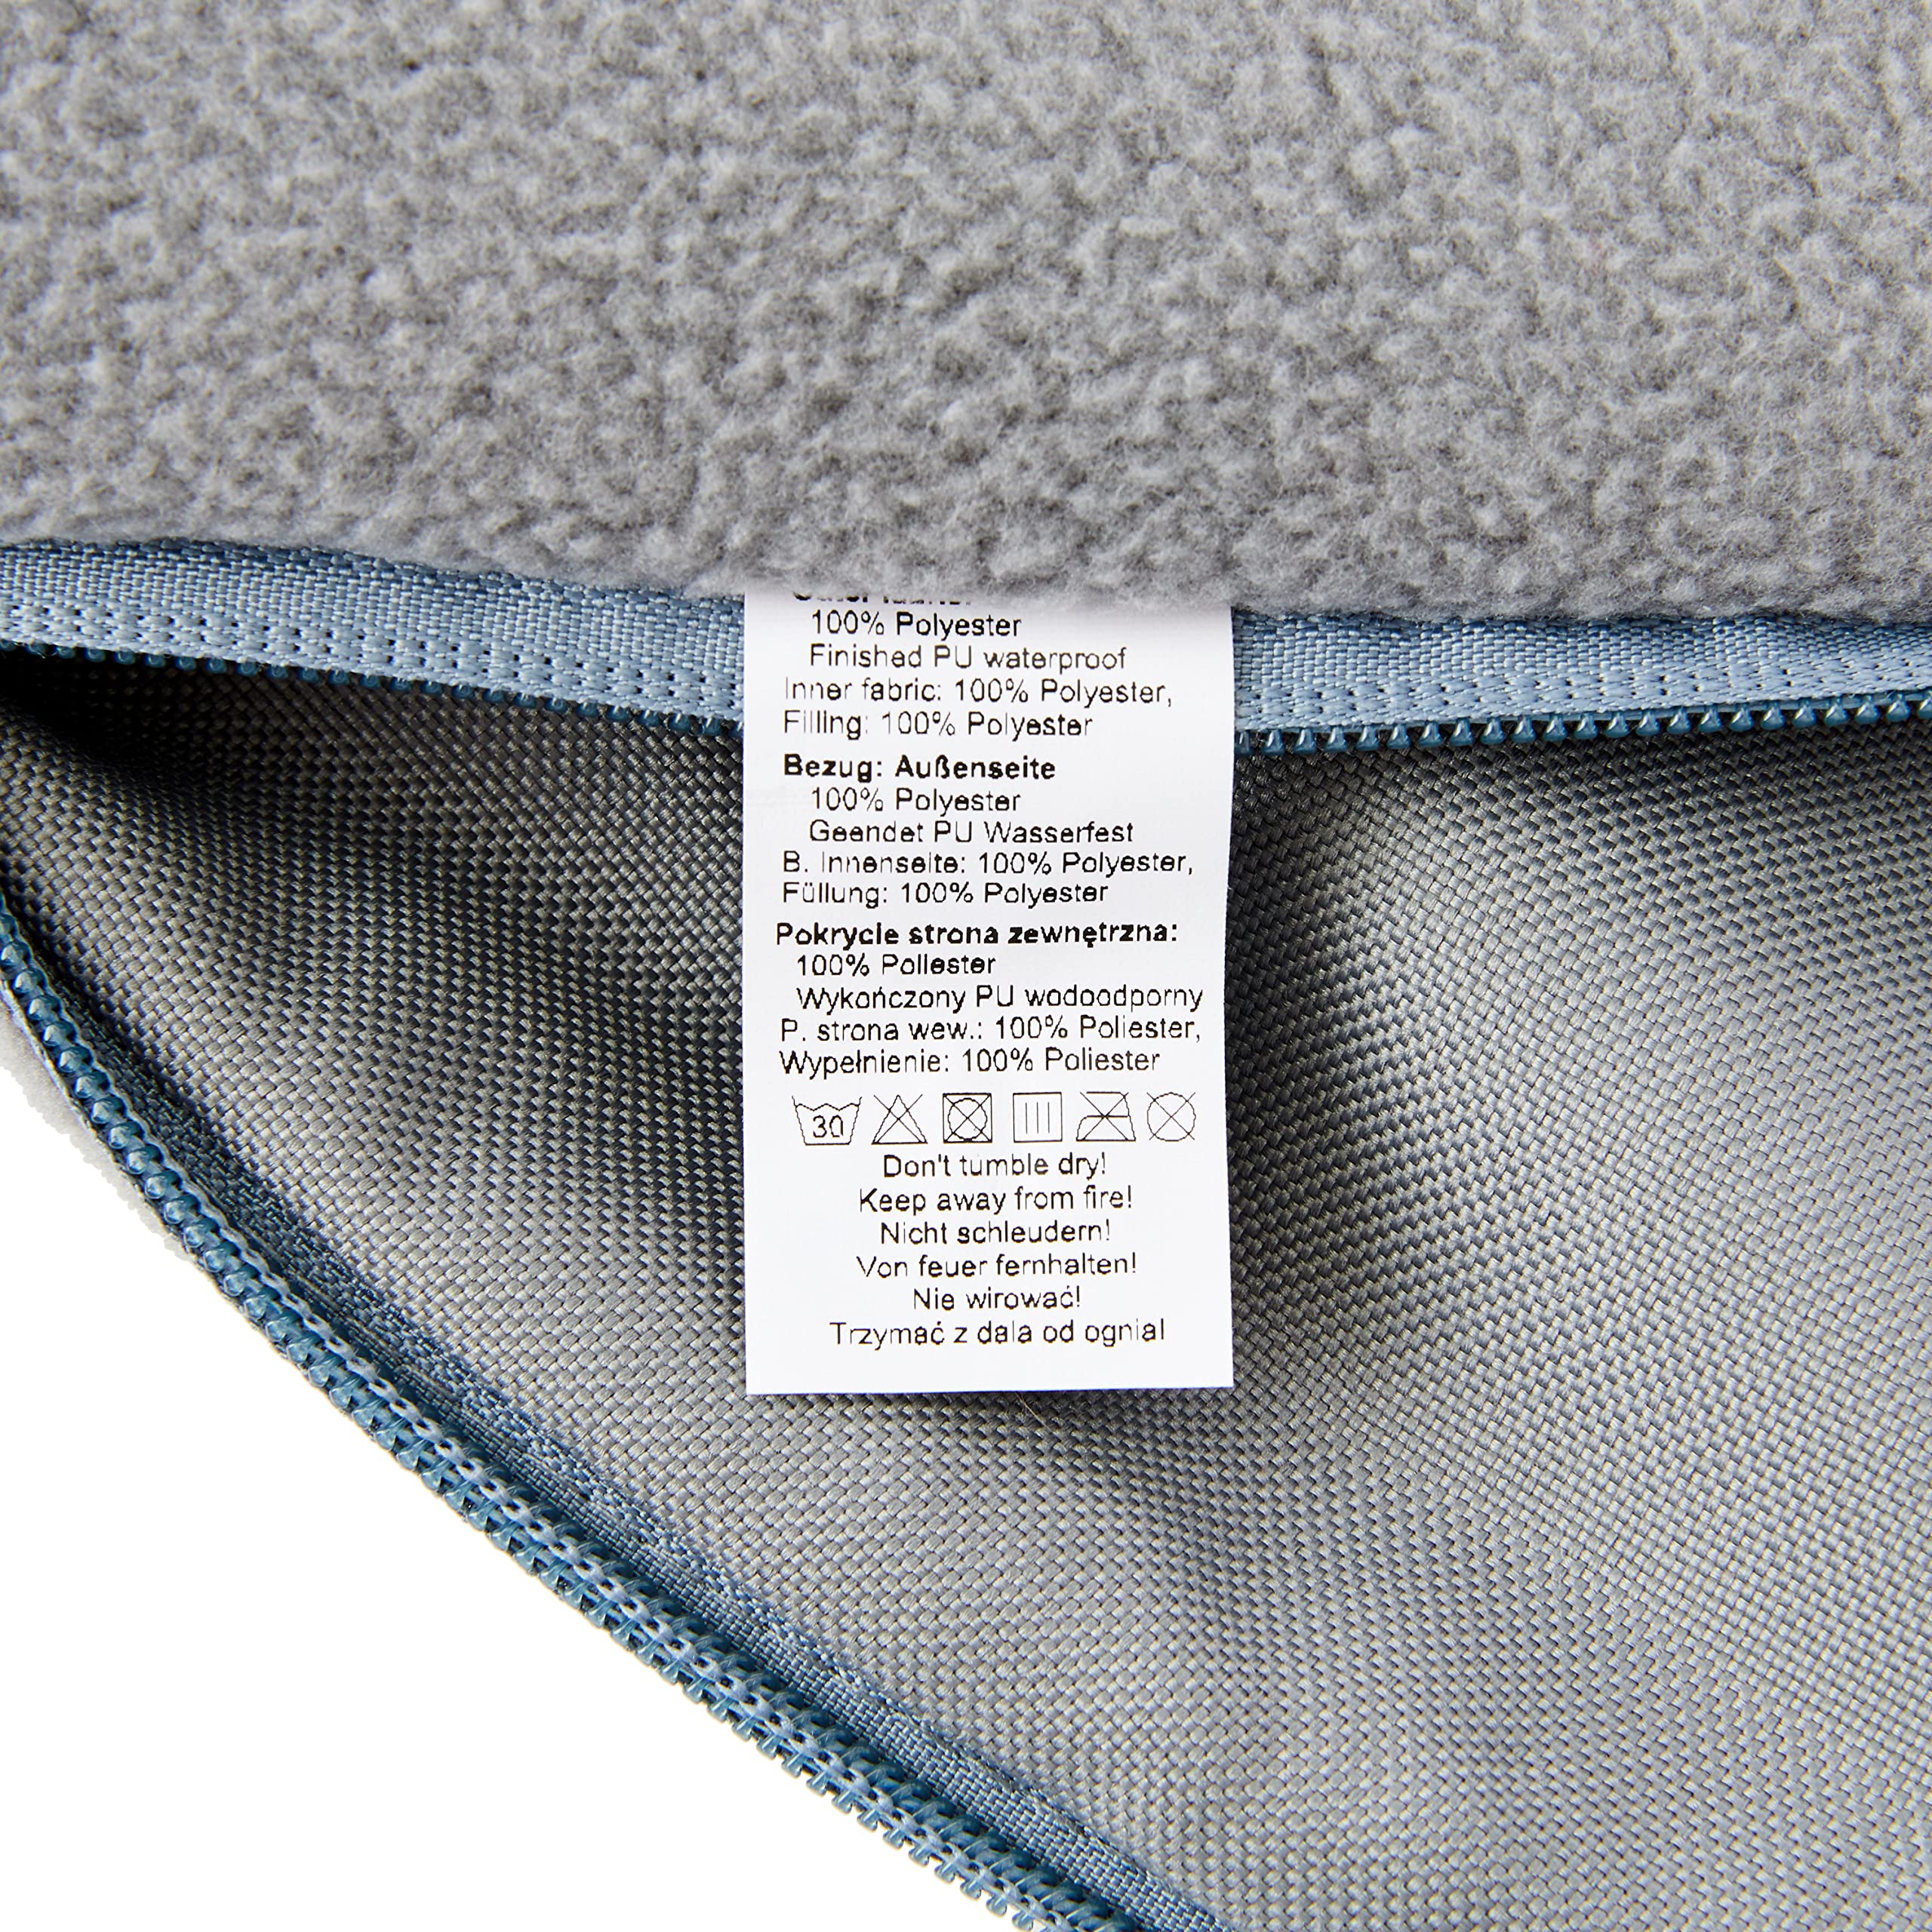 100% Polyester
Finished PU waterproof
Inner fabric: 100% Polyester,
Filling: 100% Polyester
Bezug: Außenseite
100% Polyester
Geendet PU Wasserfest
B. Innenseite: 100% Polyester,
Füllung: 100% Polyester
Pokrycie strona zewnętrzna:
100% Poliester
Wykończony PU wodoodporny
P. strona wew.: 100% Poliester,
Wypełnienie: 100% Poliester
30
Don't tumble dry!
Keep away from fire!
Nicht schleudern!
Von feuer fernhalten!
Nie wirować!
Trzymać z dala od ognia!